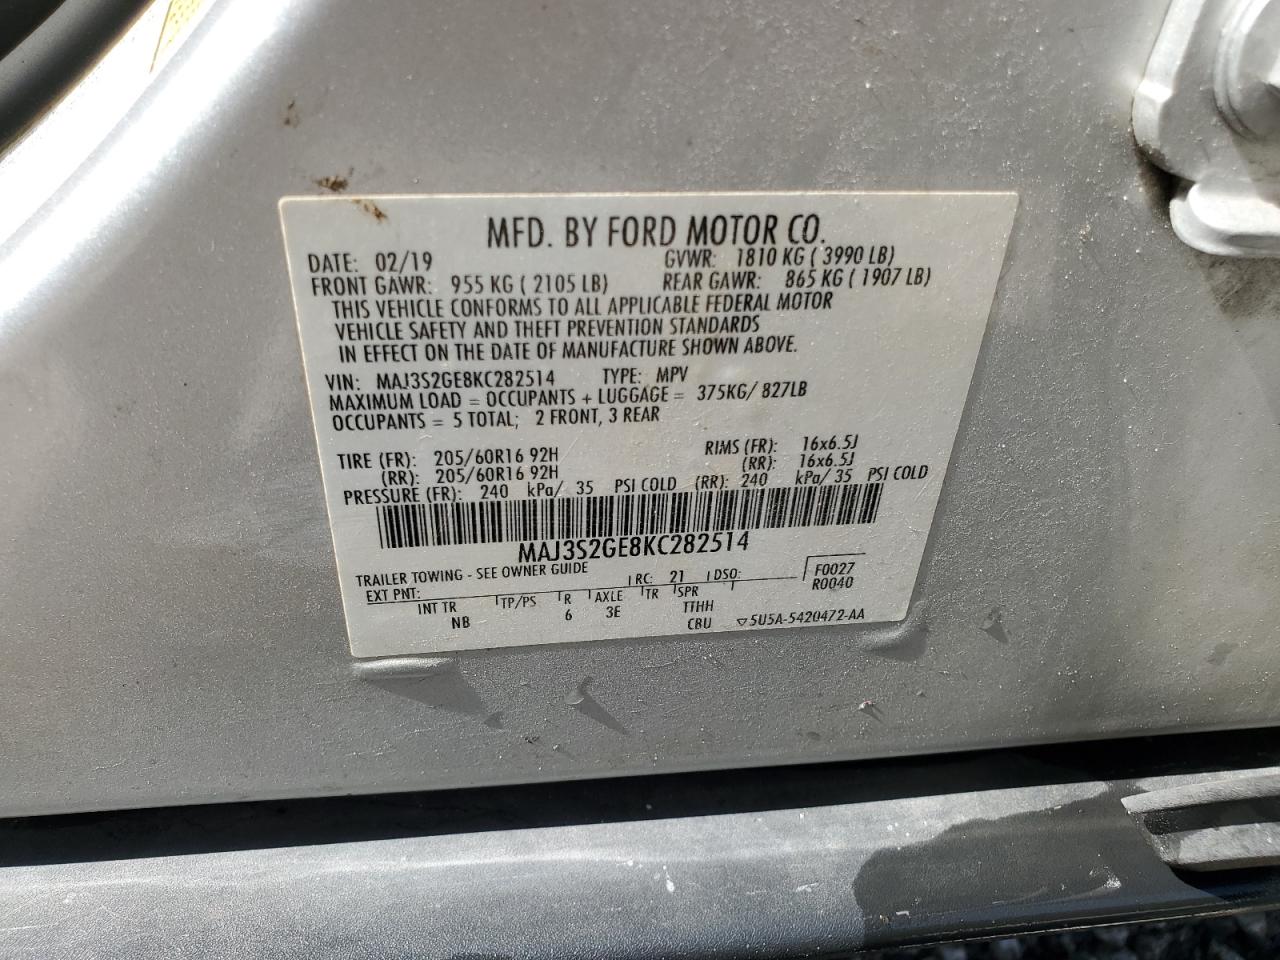 MFD. BY FORD MOTOR CO.
DATE: 02/19 GVWR: 1810 KG ( 3990 LB)
FRONT GAWR: 955 KG ( 2105 LB) REAR GAWR: 865 KG ( 1907 LB)
THIS VEHICLE CONFORMS TO ALL APPLICABLE FEDERAL MOTOR
VEHICLE SAFETY AND THEFT PREVENTION STANDARDS
IN EFFECT ON THE DATE OF MANUFACTURE SHOWN ABOVE.
VIN: MAJ3S2GE8KC282514 TYPE: MPV
MAXIMUM LOAD = OCCUPANTS + LUGGAGE = 375KG/ 827LB
OCCUPANTS = 5 TOTAL; 2 FRONT, 3 REAR
TIRE (FR): 205/60R16 92H RIMS (FR): 16x6.5J
(RR): 205/60R16 92H (RR): 16x6.5J
PRESSURE (FR): 240 kPa/ 35 PSI COLD (RR): 240 kPa/ 35 PSI COLD
MAJ3S2GE8KC282514
TRAILER TOWING - SEE OWNER GUIDE F0027
EXT PNT: RC: 21 DSO: R0040
INT TR TP/PS R AXLE TR SPR
NB 6 3E TTHH
CBU ▽5U5A-5420472-AA